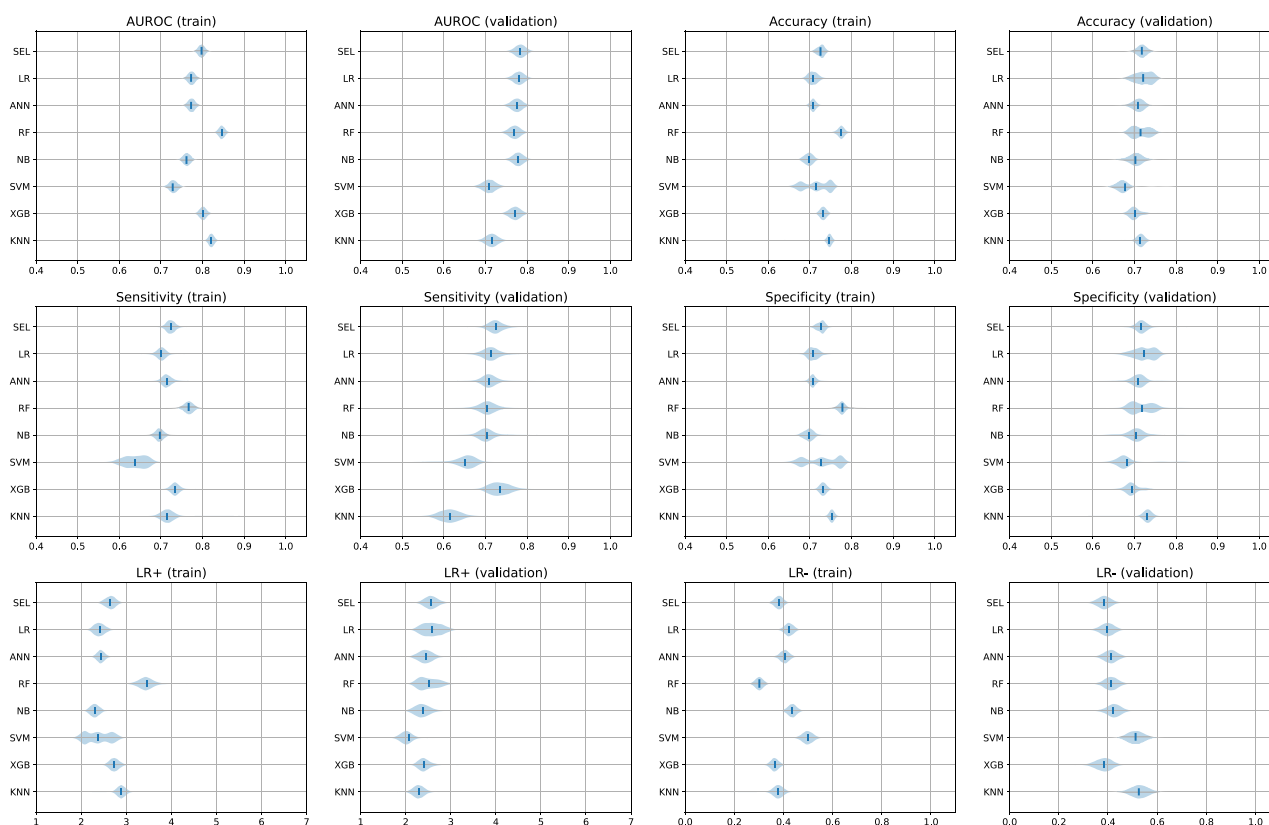 AUROC (train)
SEL
LR
ANN
RF
NB
SVM
XGB
KNN
0.4 0.5 0.6 0.7 0.8 0.9 1.0
AUROC (validation)
SEL
LR
ANN
RF
NB
SVM
XGB
KNN
0.4 0.5 0.6 0.7 0.8 0.9 1.0
Accuracy (train)
SEL
LR
ANN
RF
NB
SVM
XGB
KNN
0.4 0.5 0.6 0.7 0.8 0.9 1.0
Accuracy (validation)
SEL
LR
ANN
RF
NB
SVM
XGB
KNN
0.4 0.5 0.6 0.7 0.8 0.9 1.0
Sensitivity (train)
SEL
LR
ANN
RF
NB
SVM
XGB
KNN
0.4 0.5 0.6 0.7 0.8 0.9 1.0
Sensitivity (validation)
SEL
LR
ANN
RF
NB
SVM
XGB
KNN
0.4 0.5 0.6 0.7 0.8 0.9 1.0
Specificity (train)
SEL
LR
ANN
RF
NB
SVM
XGB
KNN
0.4 0.5 0.6 0.7 0.8 0.9 1.0
Specificity (validation)
SEL
LR
ANN
RF
NB
SVM
XGB
KNN
0.4 0.5 0.6 0.7 0.8 0.9 1.0
LR+ (train)
SEL
LR
ANN
RF
NB
SVM
XGB
KNN
1 2 3 4 5 6 7
LR+ (validation)
SEL
LR
ANN
RF
NB
SVM
XGB
KNN
1 2 3 4 5 6 7
LR- (train)
SEL
LR
ANN
RF
NB
SVM
XGB
KNN
0.0 0.2 0.4 0.6 0.8 1.0
LR- (validation)
SEL
LR
ANN
RF
NB
SVM
XGB
KNN
0.0 0.2 0.4 0.6 0.8 1.0